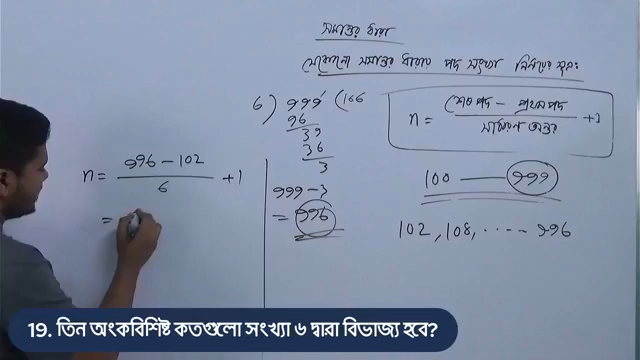 সমান্তর ধারা
যেকোনো সমান্তর ধারার পদ সংখ্যা নির্ণয়ের সূত্রঃ
6) 999 (166
96
39
36
3
999 - 3
= 996
n = (শেষ পদ - প্রথম পদ) / সাধারণ অন্তর + 1
100 — 999
102, 108, ---- 996
n = (996 - 102) / 6 + 1
=
19. তিন অংকবিশিষ্ট কতগুলো সংখ্যা ৬ দ্বারা বিভাজ্য হবে?